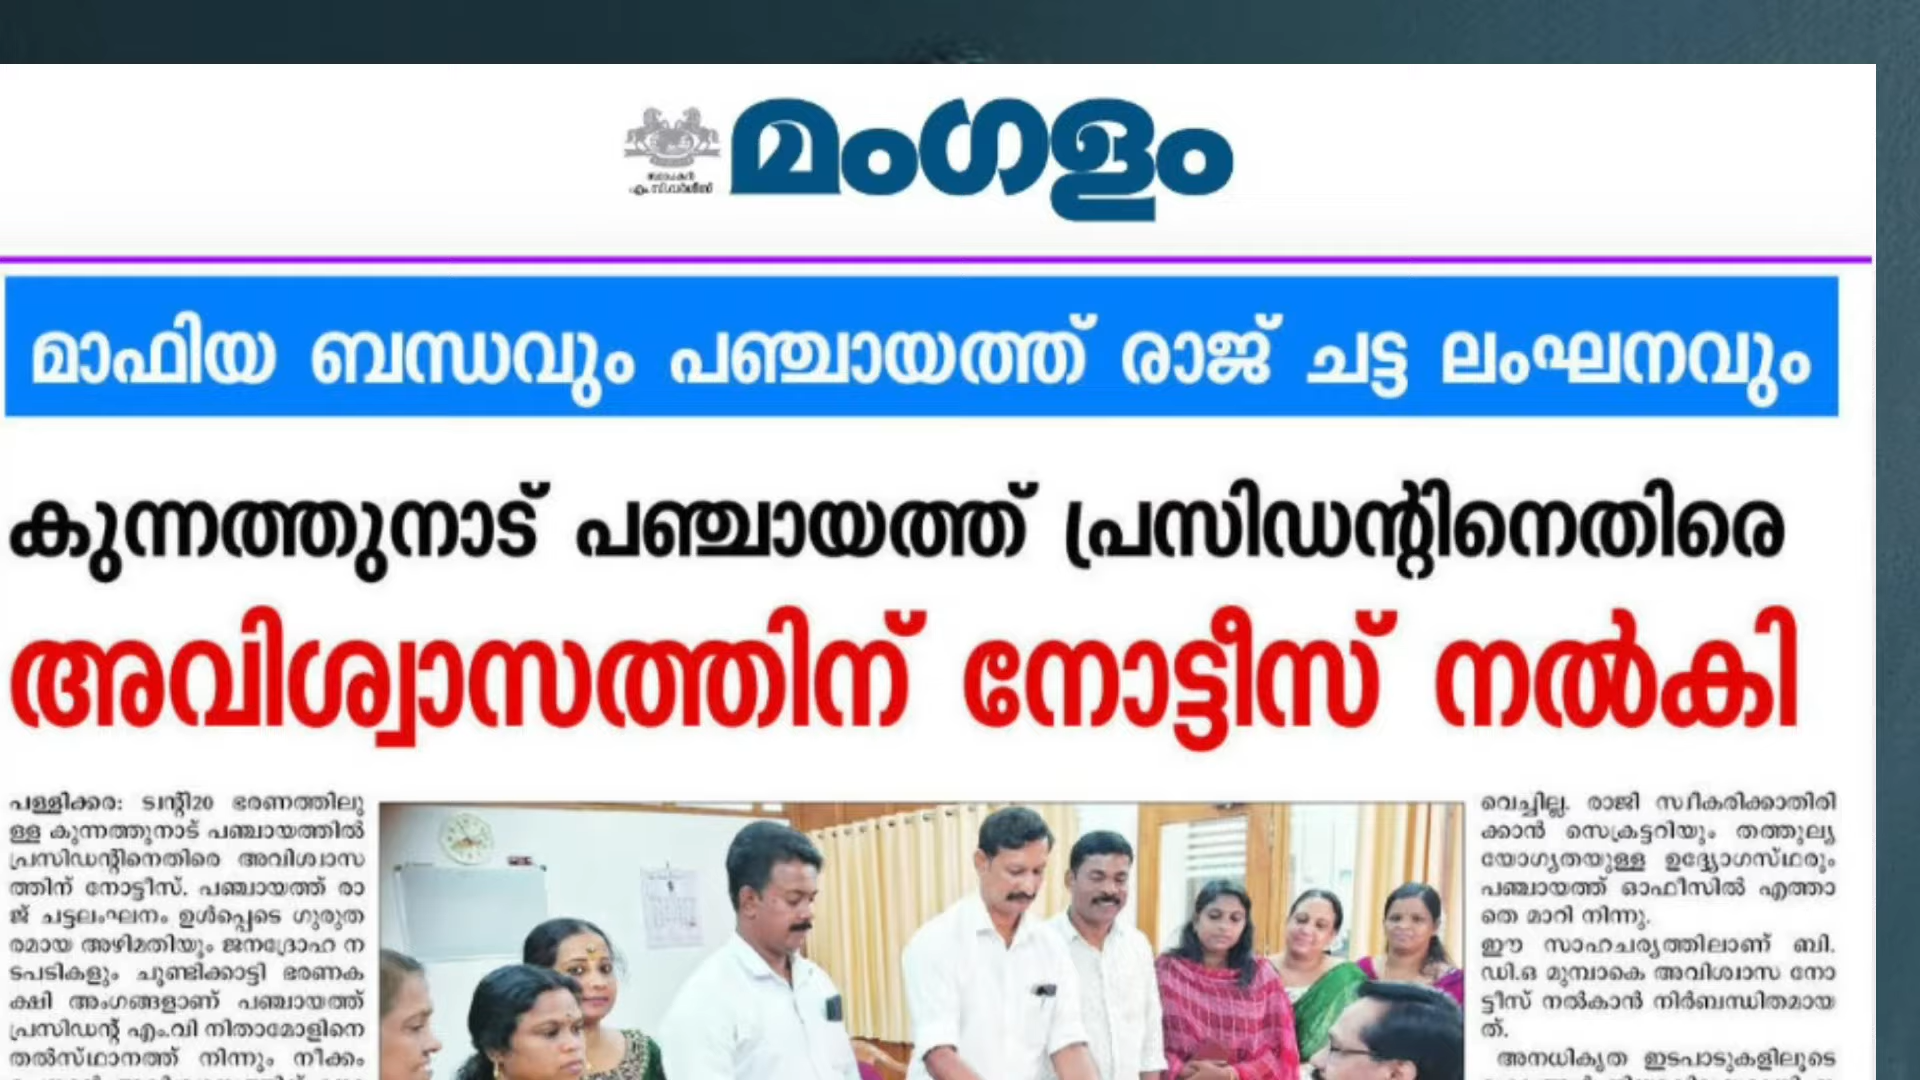 മംഗളം
സ്ഥാപകൻ
എം.സി.വർഗീസ്
മാഫിയ ബന്ധവും പഞ്ചായത്ത് രാജ് ചട്ട ലംഘനവും
കുന്നത്തുനാട് പഞ്ചായത്ത് പ്രസിഡന്റിനെതിരെ
അവിശ്വാസത്തിന് നോട്ടീസ് നൽകി
പള്ളിക്കര: ട്വന്റി20 ഭരണത്തിലു
ള്ള കുന്നത്തുനാട് പഞ്ചായത്തിൽ
പ്രസിഡന്റിനെതിരെ അവിശ്വാസ
ത്തിന് നോട്ടീസ്. പഞ്ചായത്ത് രാ
ജ് ചട്ടലംഘനം ഉൾപ്പെടെ ഗുരുത
രമായ അഴിമതിയും ജനദ്രോഹ ന
ടപടികളും ചൂണ്ടിക്കാട്ടി ഭരണക
ക്ഷി അംഗങ്ങളാണ് പഞ്ചായത്ത്
പ്രസിഡന്റ് എം.വി നിതാമോളിനെ
തൽസ്ഥാനത്ത് നിന്നും നീക്കം
വെച്ചില്ല. രാജി സ്വീകരിക്കാതിരി
ക്കാൻ സെക്രട്ടറിയും തത്തുല്യ
യോഗ്യതയുള്ള ഉദ്യോഗസ്ഥരും
പഞ്ചായത്ത് ഓഫീസിൽ എത്താ
തെ മാറി നിന്നു.
ഈ സാഹചര്യത്തിലാണ് ബി.
ഡി.ഒ മുമ്പാകെ അവിശ്വാസ നോ
ട്ടീസ് നൽകാൻ നിർബന്ധിതമായ
ത്.
അനധികൃത ഇടപാടുകളിലൂടെ